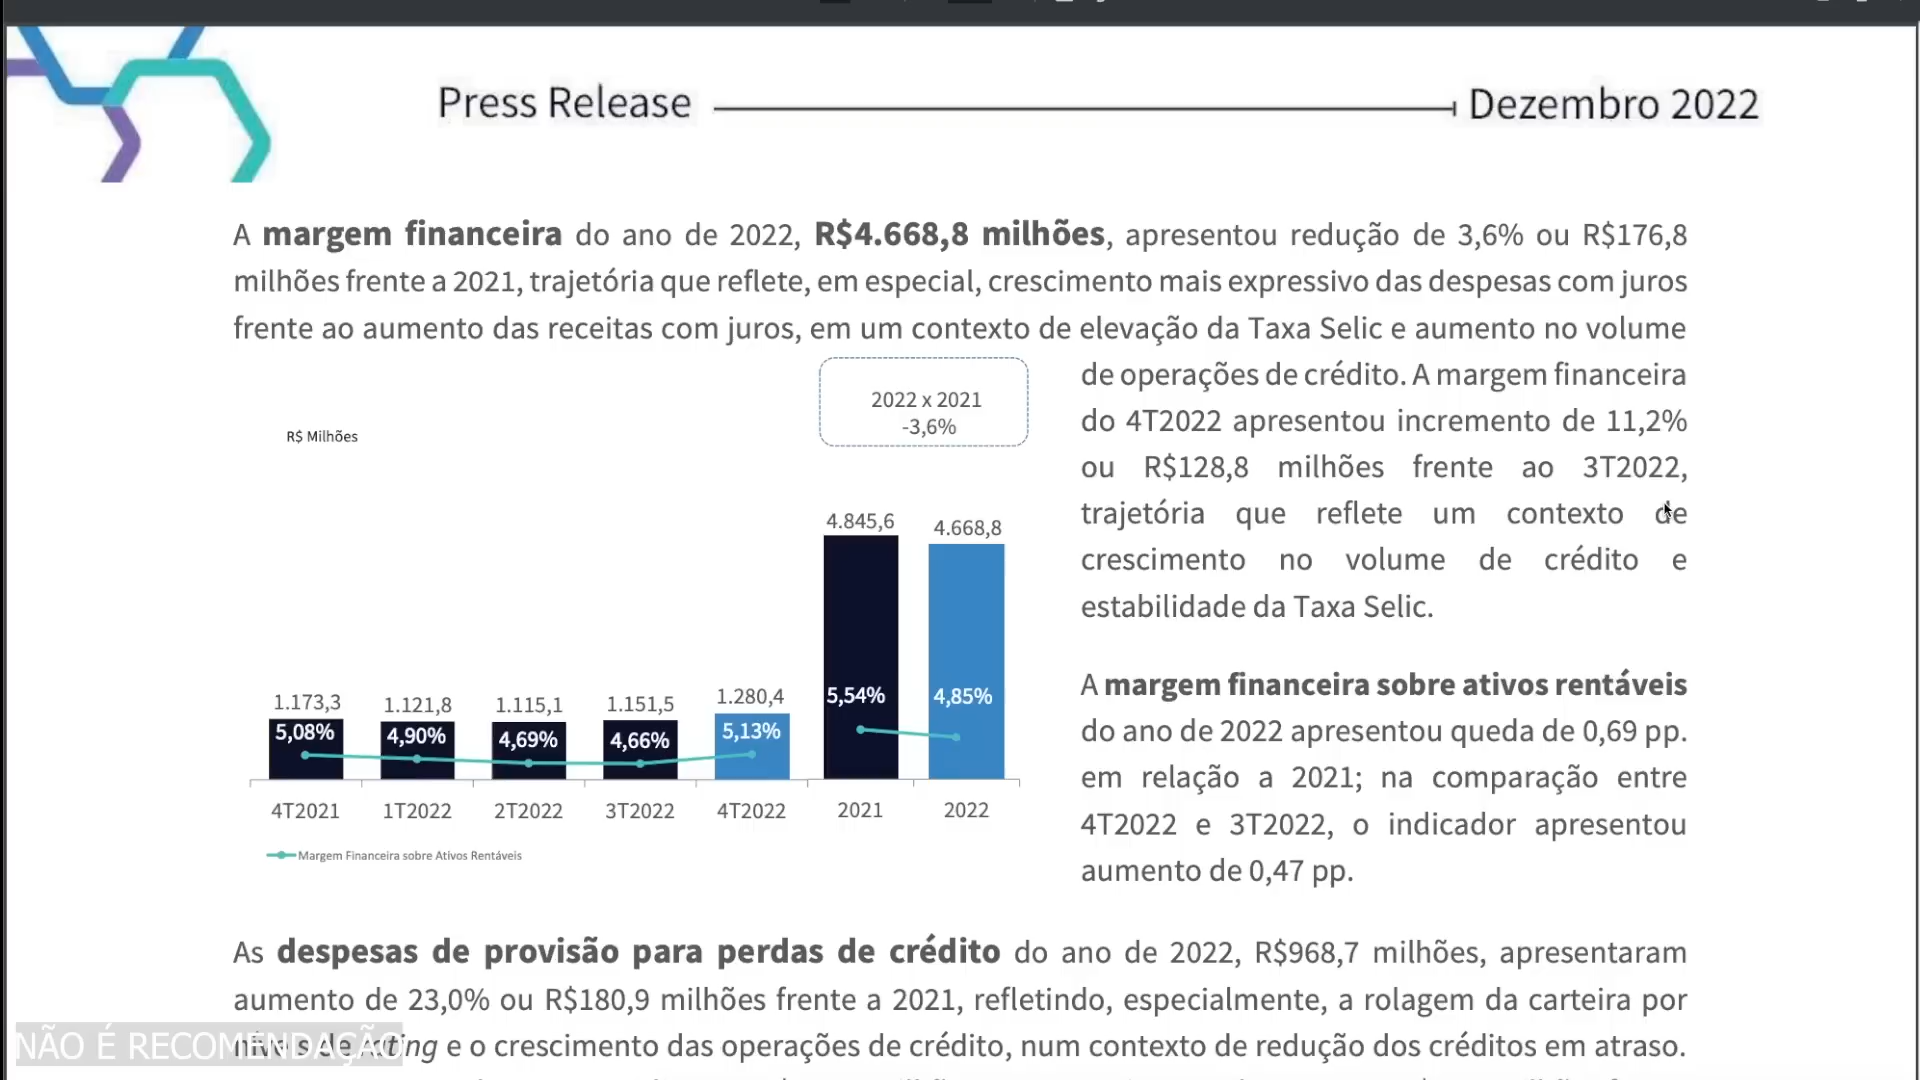 Press Release
Dezembro 2022
A margem financeira do ano de 2022, R$4.668,8 milhões, apresentou redução de 3,6% ou R$176,8
milhões frente a 2021, trajetória que reflete, em especial, crescimento mais expressivo das despesas com juros
frente ao aumento das receitas com juros, em um contexto de elevação da Taxa Selic e aumento no volume
de operações de crédito. A margem financeira
do 4T2022 apresentou incremento de 11,2%
ou R$128,8 milhões frente ao 3T2022,
trajetória que reflete um contexto de
crescimento no volume de crédito e
estabilidade da Taxa Selic.
2022 x 2021
-3,6%
R$ Milhões
4.845,6
4.668,8
1.173,3
1.121,8
1.115,1
1.151,5
1.280,4
5,54%
4,85%
5,08%
4,90%
4,69%
4,66%
5,13%
4T2021
1T2022
2T2022
3T2022
4T2022
2021
2022
Margem Financeira sobre Ativos Rentáveis
A margem financeira sobre ativos rentáveis
do ano de 2022 apresentou queda de 0,69 pp.
em relação a 2021; na comparação entre
4T2022 e 3T2022, o indicador apresentou
aumento de 0,47 pp.
As despesas de provisão para perdas de crédito do ano de 2022, R$968,7 milhões, apresentaram
aumento de 23,0% ou R$180,9 milhões frente a 2021, refletindo, especialmente, a rolagem da carteira por
e o crescimento das operações de crédito, num contexto de redução dos créditos em atraso.
NÃO É RECOMENDAÇÃO